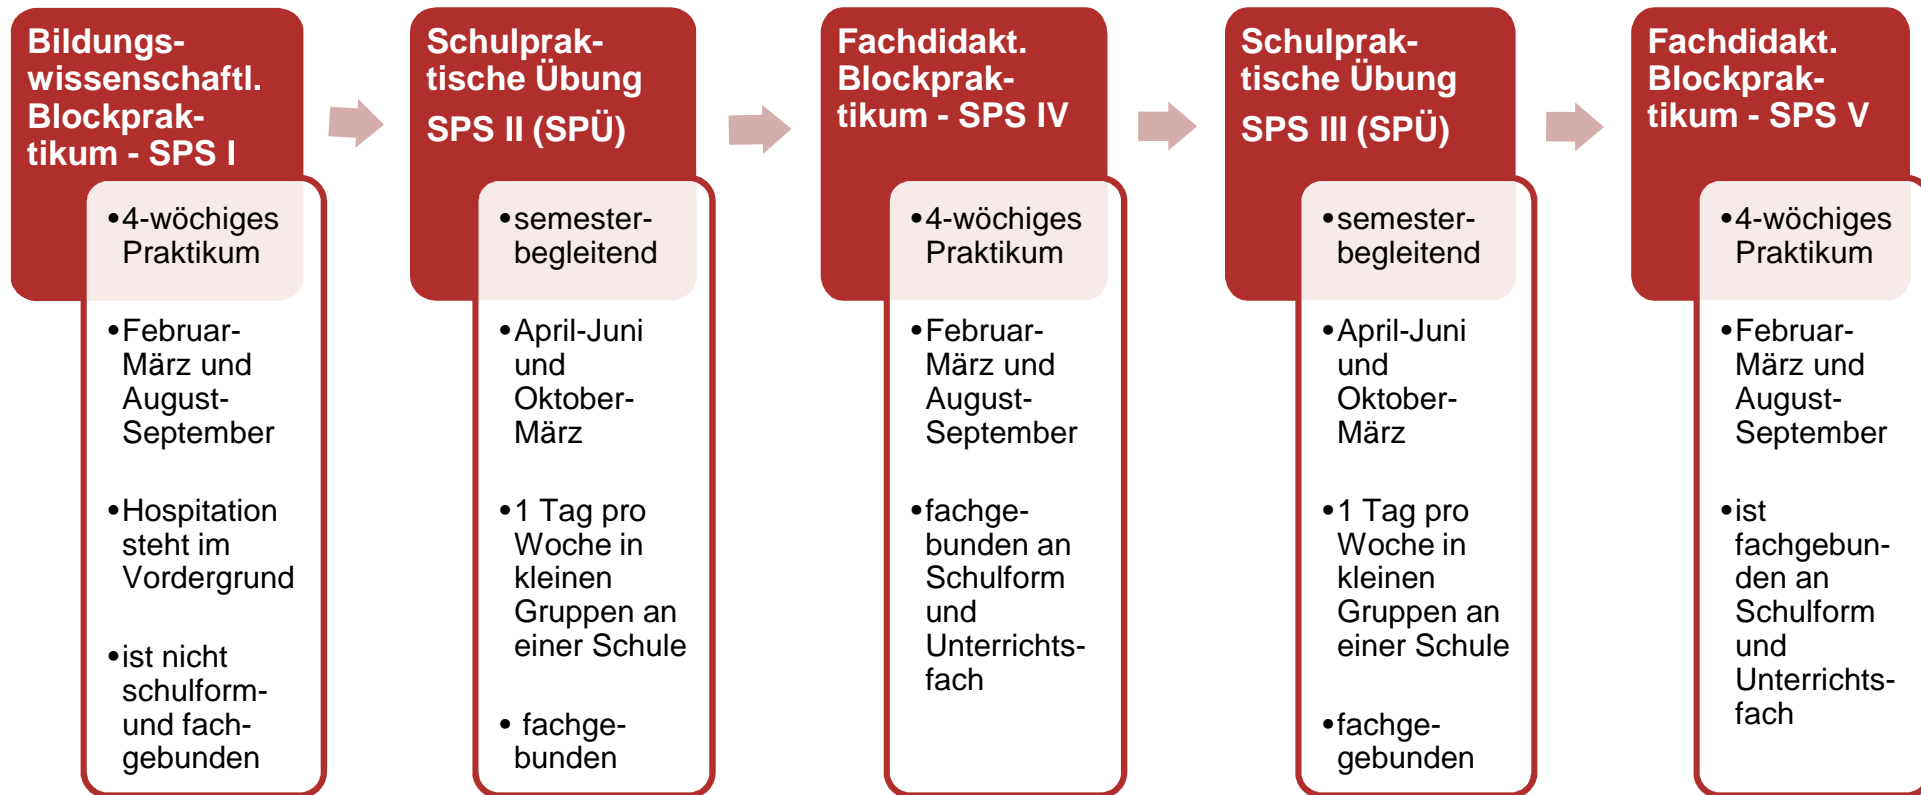 Bildungs-
wissenschaftl.
Blockprak-
tikum - SPS I
•4-wöchiges
Praktikum
•Februar-
März und
August-
September
•Hospitation
steht im
Vordergrund
•ist nicht
schulform-
und fach-
gebunden
Schulprak-
tische Übung
SPS II (SPÜ)
•semester-
begleitend
•April-Juni
und
Oktober-
März
•1 Tag pro
Woche in
kleinen
Gruppen an
einer Schule
• fachge-
bunden
Fachdidakt.
Blockprak-
tikum - SPS IV
•4-wöchiges
Praktikum
•Februar-
März und
August-
September
•fachge-
bunden an
Schulform
und
Unterrichts-
fach
Schulprak-
tische Übung
SPS III (SPÜ)
•semester-
begleitend
•April-Juni
und
Oktober-
März
•1 Tag pro
Woche in
kleinen
Gruppen an
einer Schule
•fachge-
gebunden
Fachdidakt.
Blockprak-
tikum - SPS V
•4-wöchiges
Praktikum
•Februar-
März und
August-
September
•ist
fachgebun-
den an
Schulform
und
Unterrichts-
fach